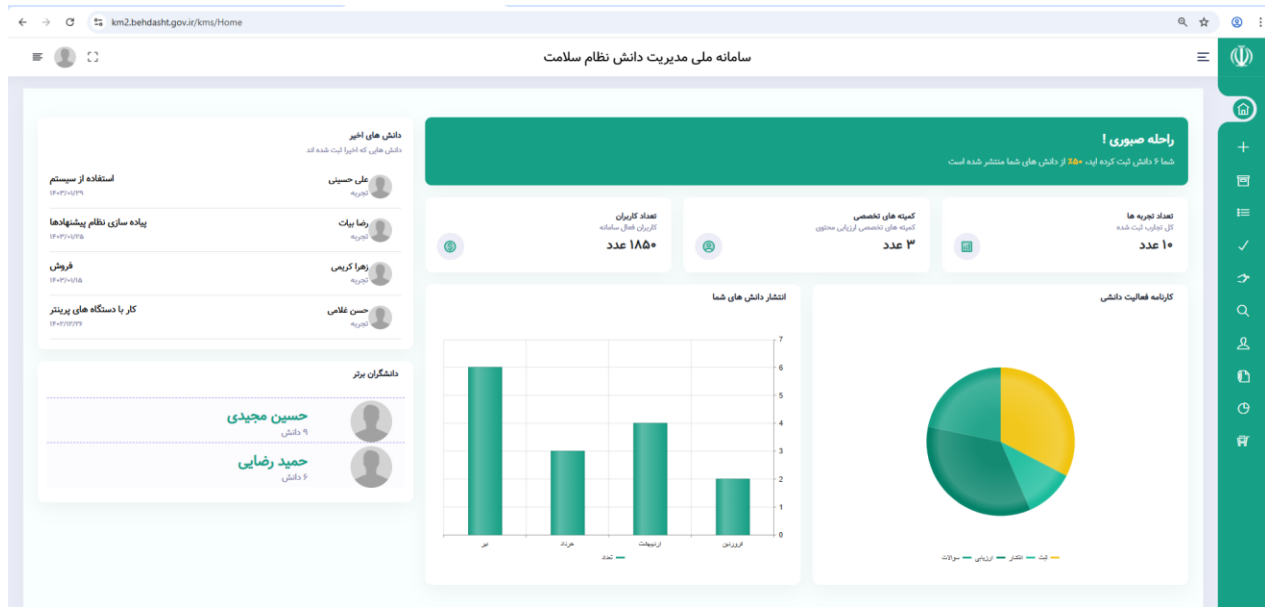 km2.behdasht.gov.ir/kms/Home
سامانه ملی مدیریت دانش نظام سلامت
راحله صبوری !
شما ۶ دانش ثبت کرده اید، ۵۰٪ از دانش های شما منتشر شده است
تعداد تجربه ها
کل تجارب ثبت شده
۱۰ عدد
کمیته های تخصصی
کمیته های تخصصی ارزیابی محتوی
۳ عدد
تعداد کاربران
کاربران فعال سامانه
۱۸۵۰ عدد
کارنامه فعالیت دانشی
ثبت انتشار ارزیابی سوالات
انتشار دانش های شما
7
6
5
4
3
2
1
0
فروردین اردیبهشت خرداد تیر
تعداد
دانش های اخیر
دانش هایی که اخیرا ثبت شده اند
علی حسینی استفاده از سیستم
تجربه ۱۴۰۳/۰۱/۲۹
رضا بیات پیاده سازی نظام پیشنهادها
تجربه ۱۴۰۳/۰۱/۲۵
زهرا کریمی فروش
تجربه ۱۴۰۳/۰۱/۱۵
حسن غلامی کار با دستگاه های پرینتر
تجربه ۱۴۰۲/۱۲/۲۶
دانشگران برتر
حسین مجیدی
۹ دانش
حمید رضایی
۶ دانش